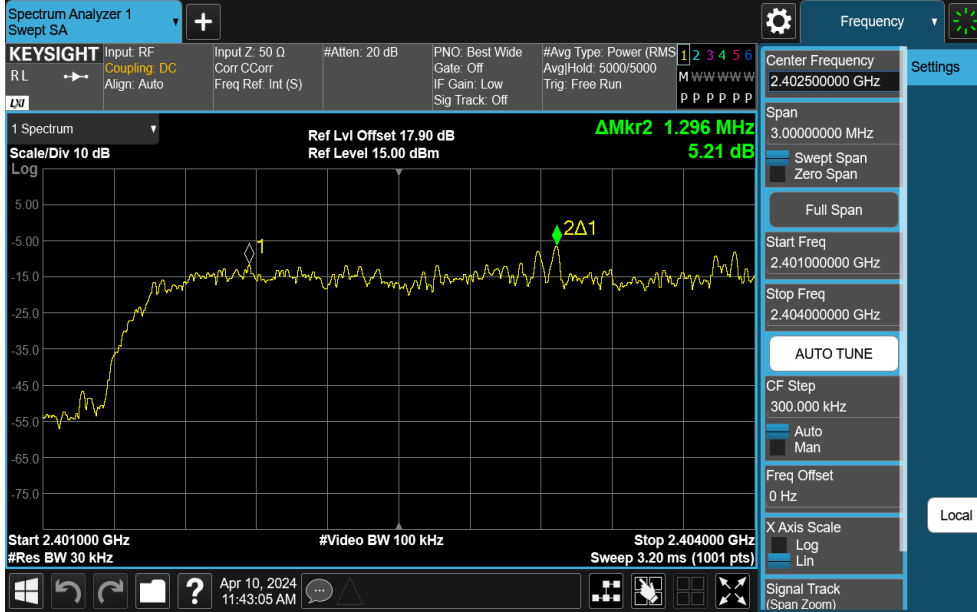 Spectrum Analyzer 1
Swept SA
+
Frequency
KEYSIGHT
R L
LXI
Input: RF
Coupling: DC
Align: Auto
Input Z: 50 Ω
Corr CCorr
Freq Ref: Int (S)
#Atten: 20 dB
PNO: Best Wide
Gate: Off
IF Gain: Low
Sig Track: Off
#Avg Type: Power (RMS
Avg|Hold: 5000/5000
Trig: Free Run
1 2 3 4 5 6
M W W W W W
P P P P P P
1 Spectrum
Scale/Div 10 dB
Log
Ref Lvl Offset 17.90 dB
Ref Level 15.00 dBm
ΔMkr2 1.296 MHz
5.21 dB
5.00
-5.00
-15.0
-25.0
-35.0
-45.0
-55.0
-65.0
-75.0
1
2Δ1
Start 2.401000 GHz
#Res BW 30 kHz
#Video BW 100 kHz
Stop 2.404000 GHz
Sweep 3.20 ms (1001 pts)
?
Apr 10, 2024
11:43:05 AM
Center Frequency
2.402500000 GHz
Span
3.00000000 MHz
Swept Span
Zero Span
Full Span
Start Freq
2.401000000 GHz
Stop Freq
2.404000000 GHz
AUTO TUNE
CF Step
300.000 kHz
Auto
Man
Freq Offset
0 Hz
X Axis Scale
Log
Lin
Signal Track
(Span Zoom)
Settings
Local